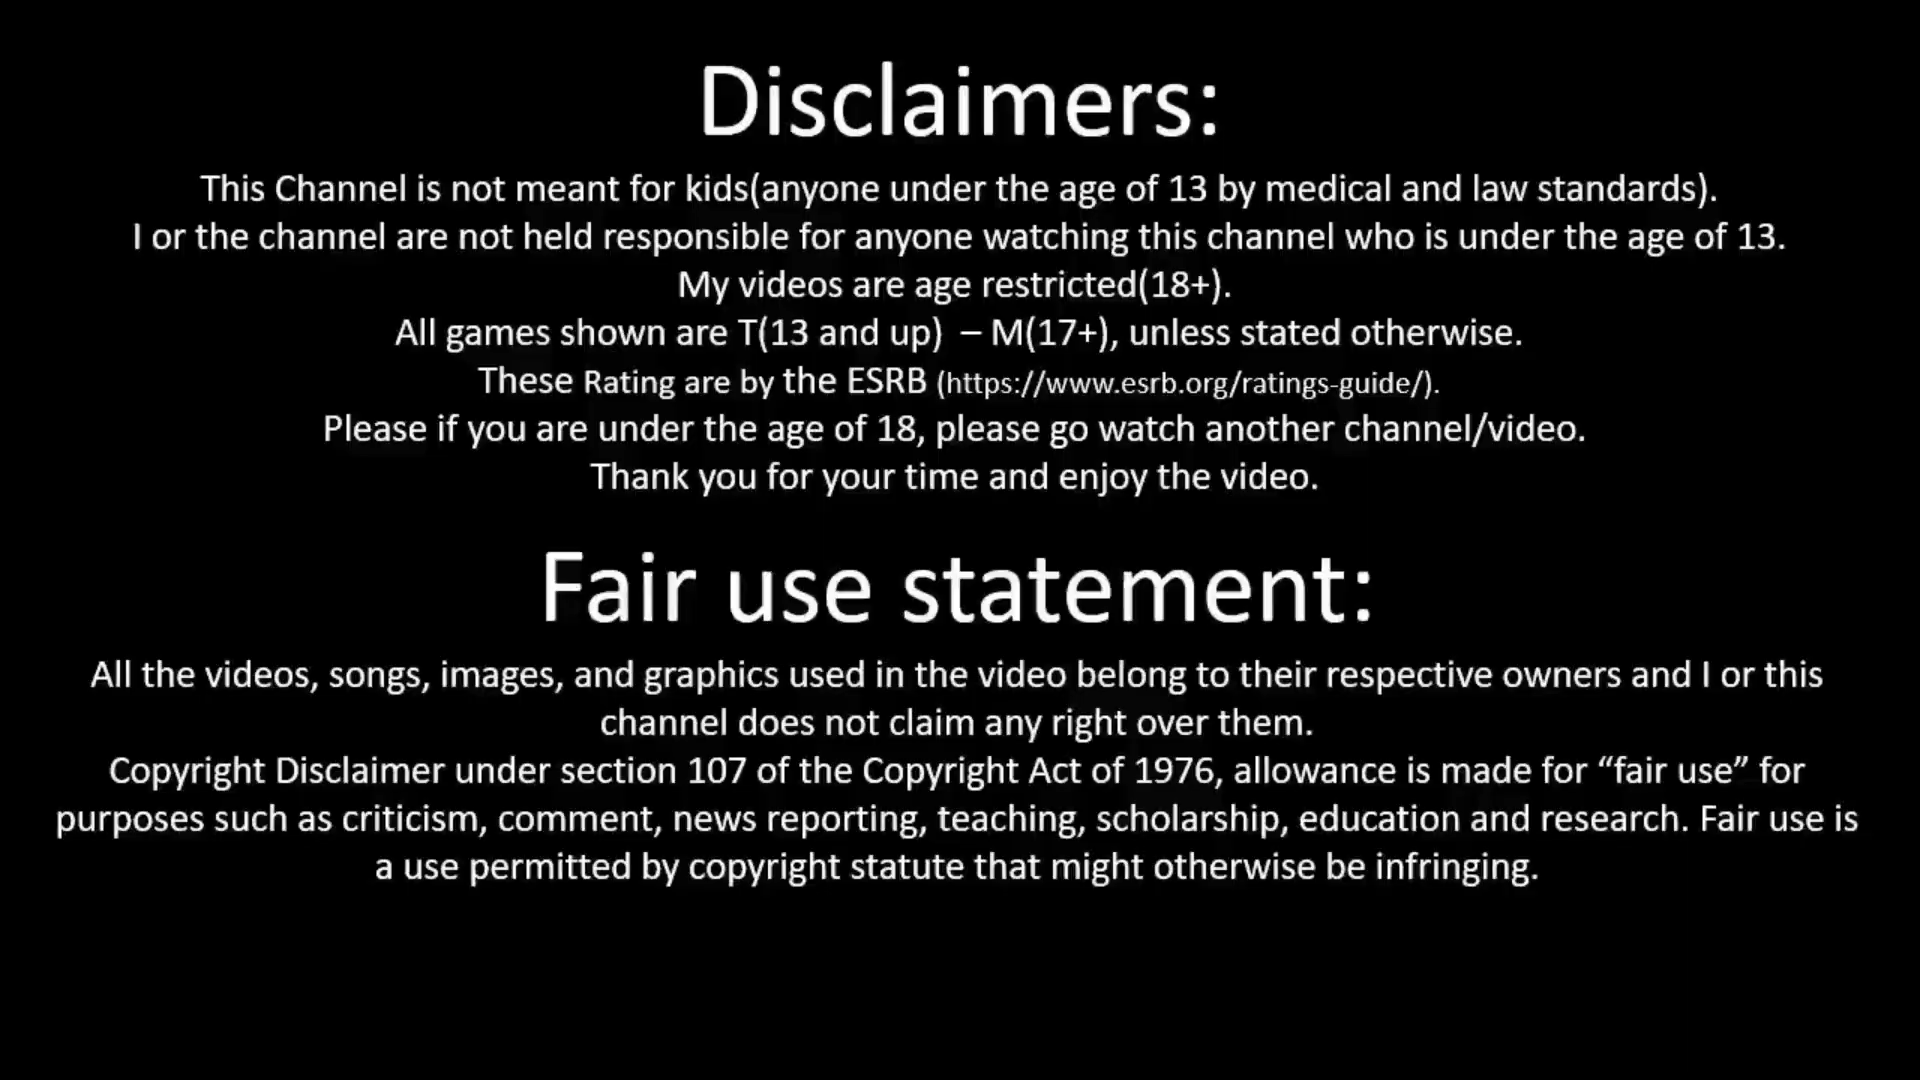 Disclaimers:
This Channel is not meant for kids(anyone under the age of 13 by medical and law standards).
I or the channel are not held responsible for anyone watching this channel who is under the age of 13.
My videos are age restricted(18+).
All games shown are T(13 and up) – M(17+), unless stated otherwise.
These Rating are by the ESRB (https://www.esrb.org/ratings-guide/).
Please if you are under the age of 18, please go watch another channel/video.
Thank you for your time and enjoy the video.
Fair use statement:
All the videos, songs, images, and graphics used in the video belong to their respective owners and I or this
channel does not claim any right over them.
Copyright Disclaimer under section 107 of the Copyright Act of 1976, allowance is made for “fair use” for
purposes such as criticism, comment, news reporting, teaching, scholarship, education and research. Fair use is
a use permitted by copyright statute that might otherwise be infringing.